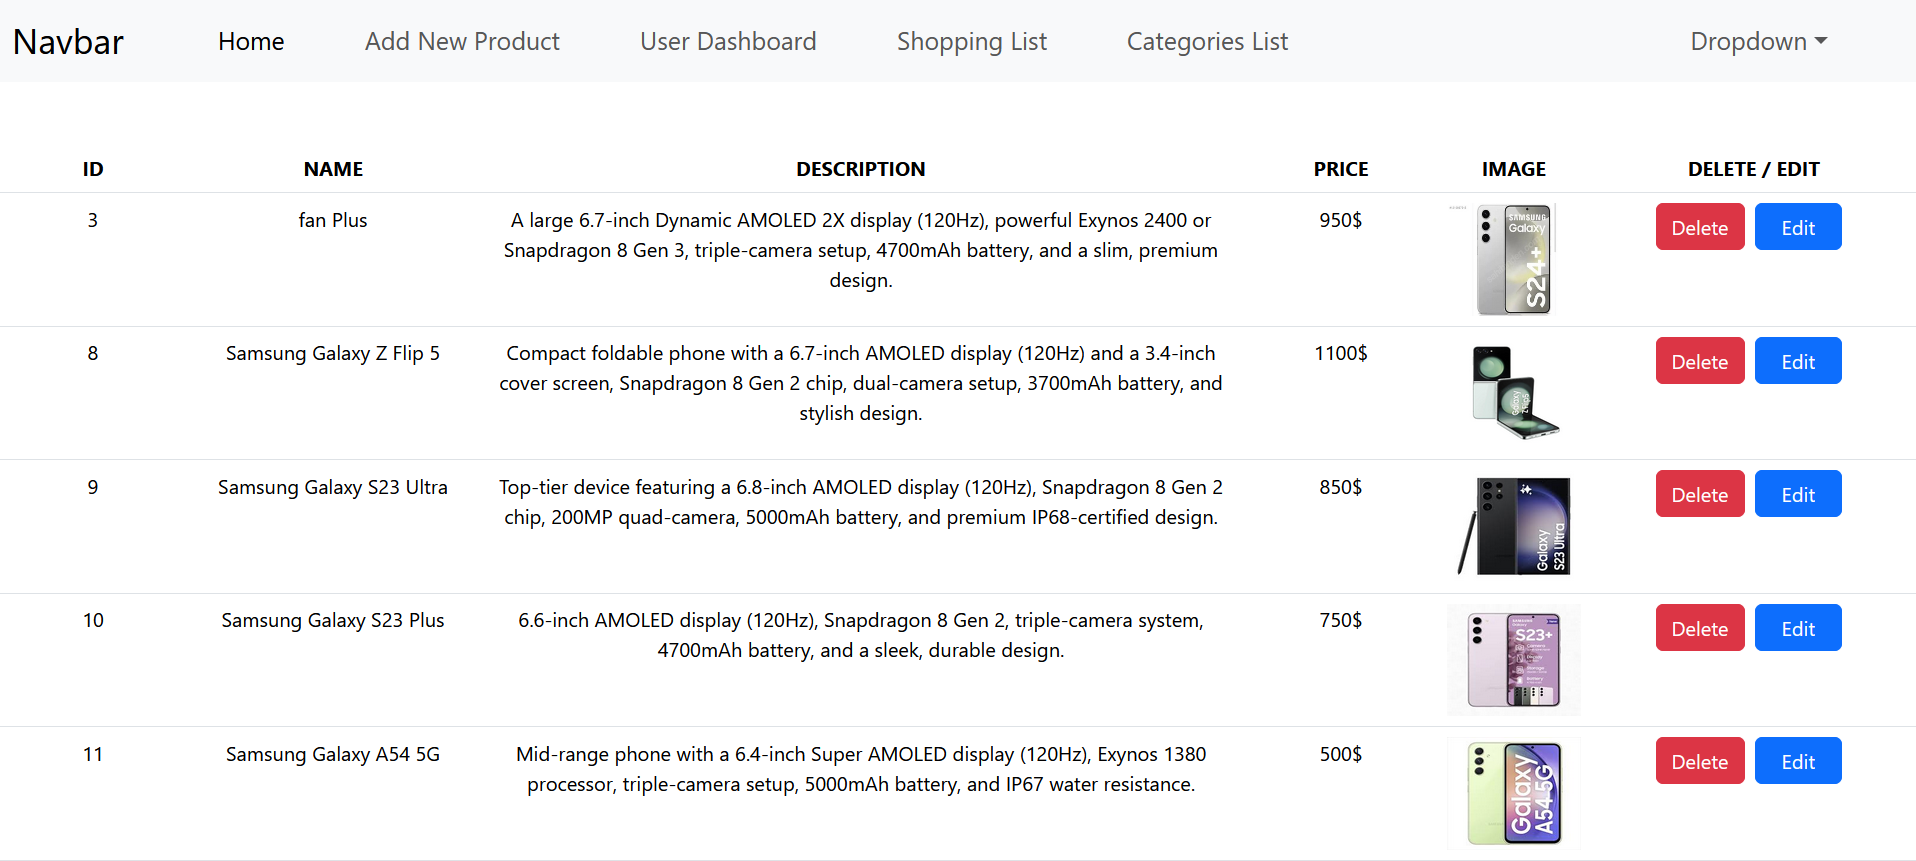 Navbar Home Add New Product User Dashboard Shopping List Categories List Dropdown
ID NAME DESCRIPTION PRICE IMAGE DELETE / EDIT
3 fan Plus A large 6.7-inch Dynamic AMOLED 2X display (120Hz), powerful Exynos 2400 or 950$ Delete Edit
Snapdragon 8 Gen 3, triple-camera setup, 4700mAh battery, and a slim, premium
design.
SAMSUNG
Galaxy
S24+
8 Samsung Galaxy Z Flip 5 Compact foldable phone with a 6.7-inch AMOLED display (120Hz) and a 3.4-inch 1100$ Delete Edit
cover screen, Snapdragon 8 Gen 2 chip, dual-camera setup, 3700mAh battery, and
stylish design.
Galaxy
Z Flip5
9 Samsung Galaxy S23 Ultra Top-tier device featuring a 6.8-inch AMOLED display (120Hz), Snapdragon 8 Gen 2 850$ Delete Edit
chip, 200MP quad-camera, 5000mAh battery, and premium IP68-certified design.
Galaxy
S23 Ultra
10 Samsung Galaxy S23 Plus 6.6-inch AMOLED display (120Hz), Snapdragon 8 Gen 2, triple-camera system, 750$ Delete Edit
4700mAh battery, and a sleek, durable design.
S23+
Camera
Display
Storage
Battery
11 Samsung Galaxy A54 5G Mid-range phone with a 6.4-inch Super AMOLED display (120Hz), Exynos 1380 500$ Delete Edit
processor, triple-camera setup, 5000mAh battery, and IP67 water resistance.
Galaxy
A54 5G